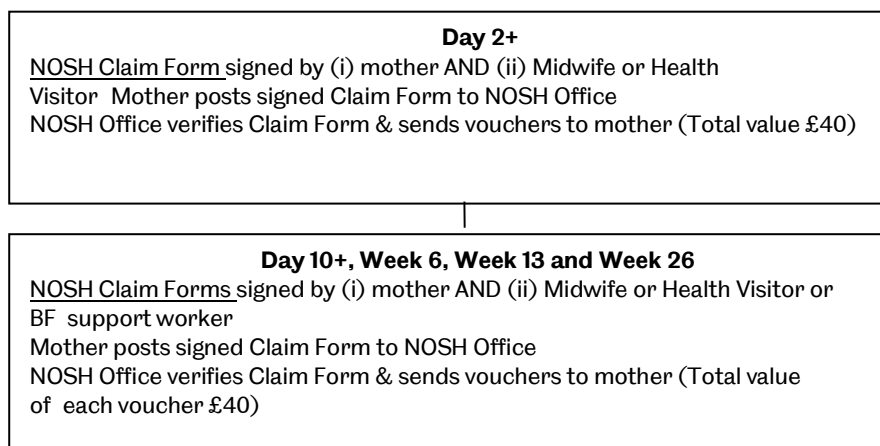 Day 2+
NOSH Claim Form signed by (i) mother AND (ii) Midwife or Health
Visitor Mother posts signed Claim Form to NOSH Office
NOSH Office verifies Claim Form & sends vouchers to mother (Total value £40)
Day 10+, Week 6, Week 13 and Week 26
NOSH Claim Forms signed by (i) mother AND (ii) Midwife or Health Visitor or
BF support worker
Mother posts signed Claim Form to NOSH Office
NOSH Office verifies Claim Form & sends vouchers to mother (Total value
of each voucher £40)